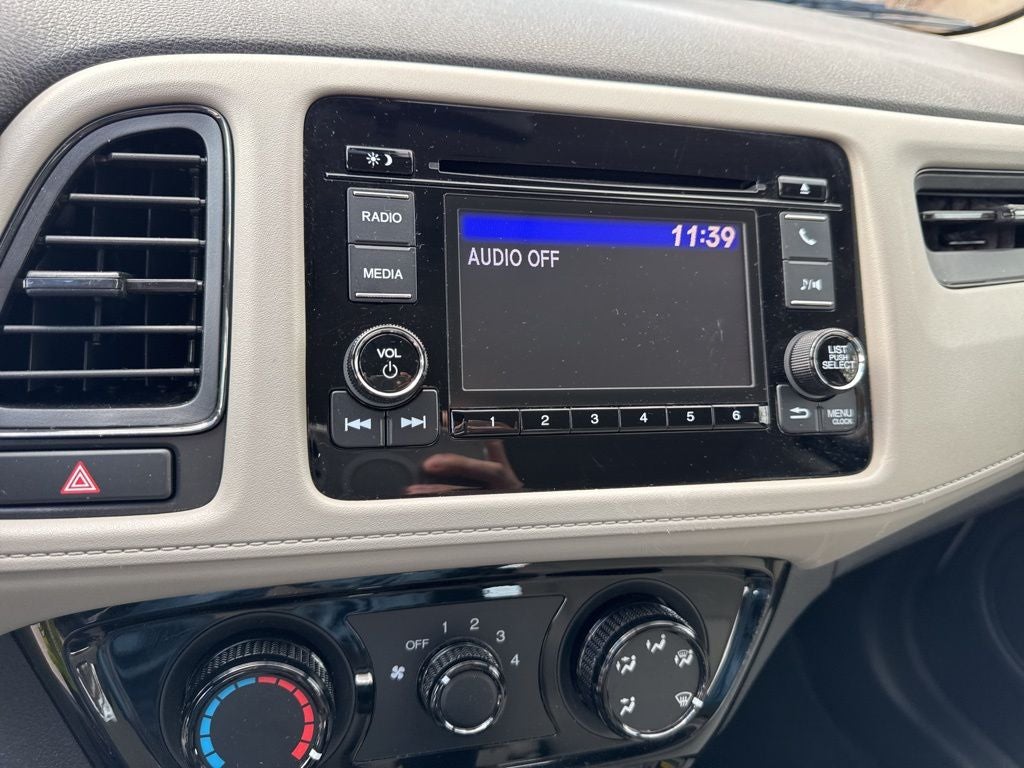 RADIO
MEDIA
11:39
AUDIO OFF
VOL
LIST
PUSH
SELECT
1 2 3 4 5 6
MENU
CLOCK
OFF 1 2 3 4